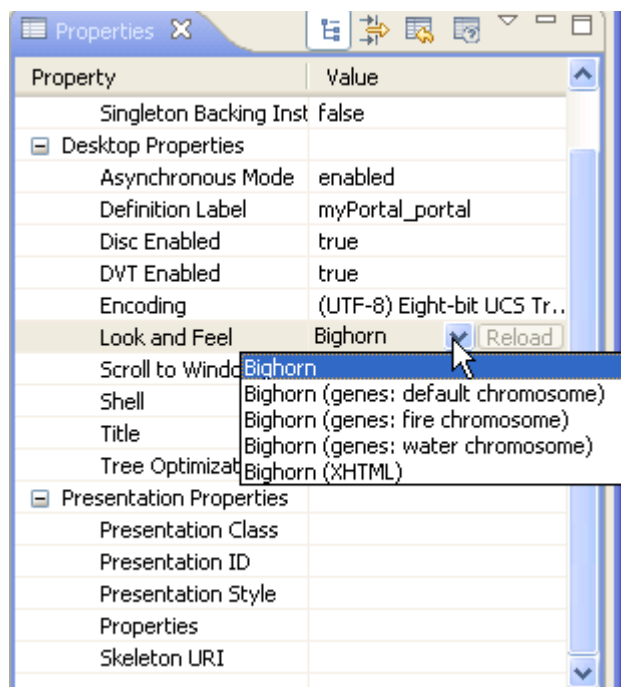 Properties
Property Value
Singleton Backing Inst false
Desktop Properties
Asynchronous Mode enabled
Definition Label myPortal_portal
Disc Enabled true
DVT Enabled true
Encoding (UTF-8) Eight-bit UCS Tr...
Look and Feel Bighorn Reload
Scroll to Windo Bighorn
Shell Bighorn (genes: default chromosome)
Title Bighorn (genes: fire chromosome)
Bighorn (genes: water chromosome)
Tree Optimizat Bighorn (XHTML)
Presentation Properties
Presentation Class
Presentation ID
Presentation Style
Properties
Skeleton URI